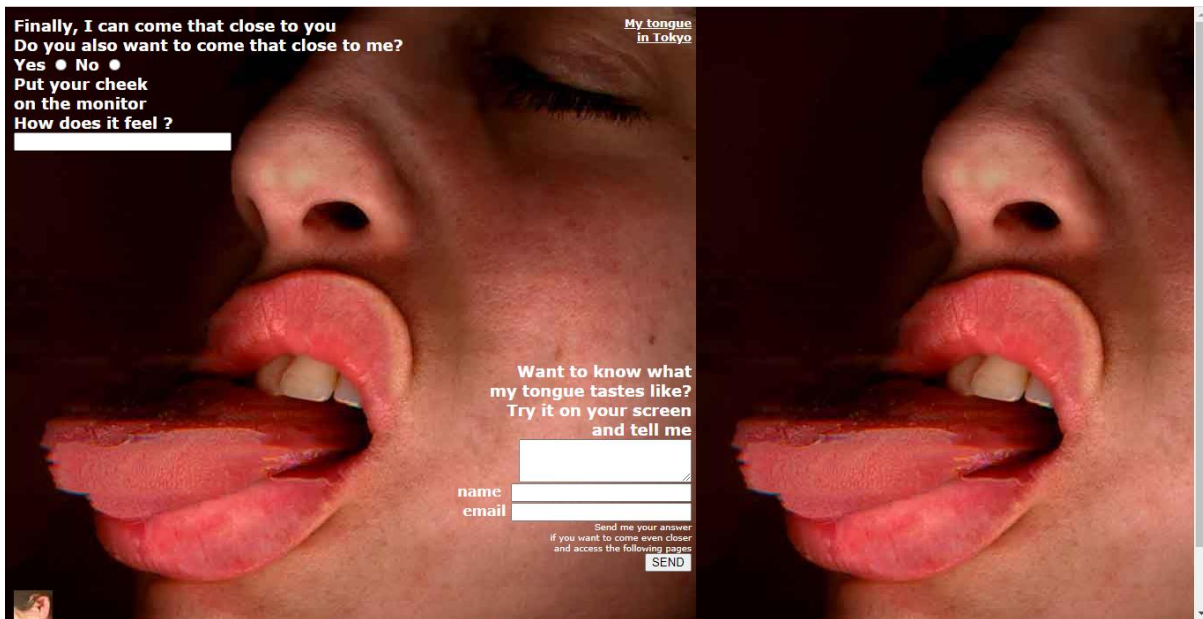 Finally, I can come that close to you
Do you also want to come that close to me?
Yes No
Put your cheek
on the monitor
How does it feel ?
My tongue
in Tokyo
Want to know what
my tongue tastes like?
Try it on your screen
and tell me
name
email
Send me your answer
if you want to come even closer
and access the following pages
SEND